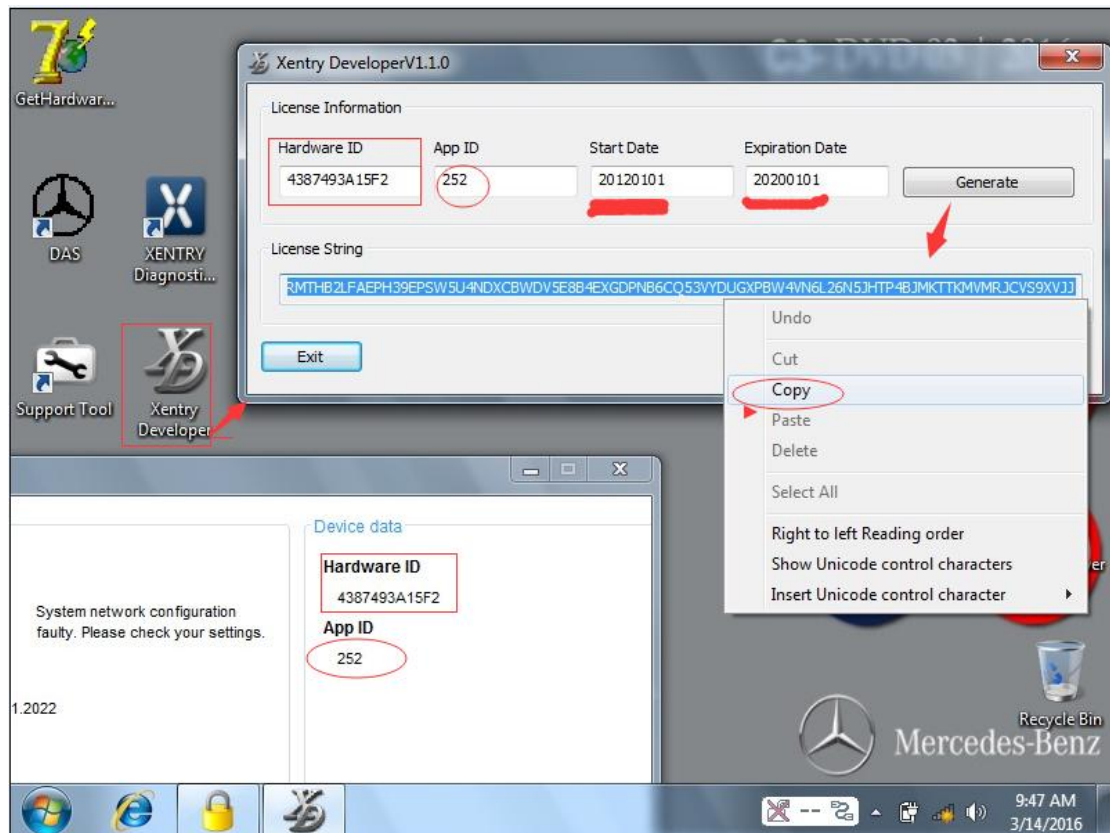 GetHardwar...
DAS
XENTRY
Diagnosti...
Support Tool
Xentry
Developer
Xentry DeveloperV1.1.0
License Information
Hardware ID
App ID
Start Date
Expiration Date
4387493A15F2
252
20120101
20200101
Generate
License String
RMTHB2LFAEPH39EPSW5U4NDXCBWDV5E8B4EXGDPNB6CQ53VYDUGXPBW4VN6L26N5JHTP4BJMKTTKMVMRJCVS9XVJJ
Exit
Undo
Cut
Copy
Paste
Delete
Select All
Right to left Reading order
Show Unicode control characters
Insert Unicode control character
Device data
Hardware ID
4387493A15F2
App ID
252
System network configuration
faulty. Please check your settings.
1.2022
er
Recycle Bin
Mercedes-Benz
9:47 AM
3/14/2016